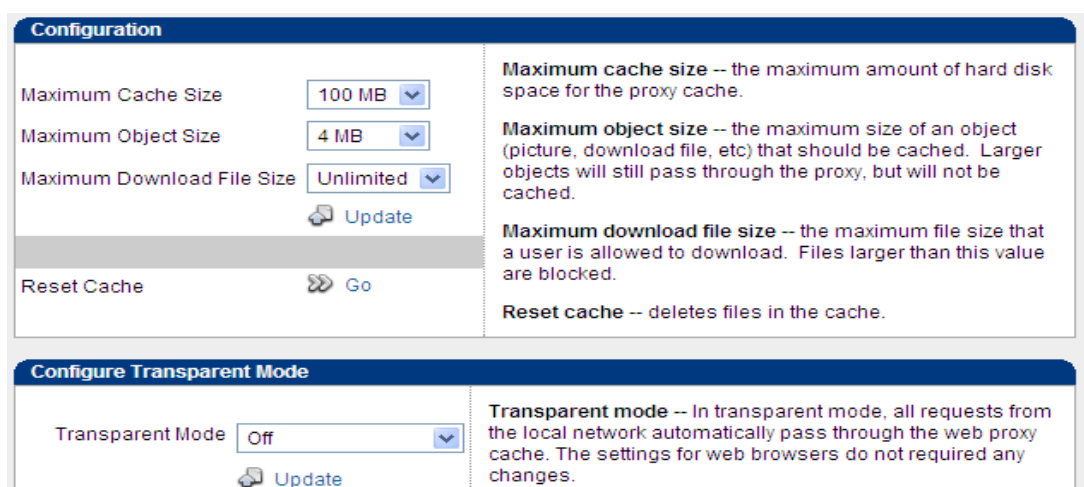 Configuration
Maximum Cache Size 100 MB
Maximum Object Size 4 MB
Maximum Download File Size Unlimited
Update
Reset Cache Go
Maximum cache size -- the maximum amount of hard disk
space for the proxy cache.
Maximum object size -- the maximum size of an object
(picture, download file, etc) that should be cached. Larger
objects will still pass through the proxy, but will not be
cached.
Maximum download file size -- the maximum file size that
a user is allowed to download. Files larger than this value
are blocked.
Reset cache -- deletes files in the cache.
Configure Transparent Mode
Transparent Mode Off
Update
Transparent mode -- In transparent mode, all requests from
the local network automatically pass through the web proxy
cache. The settings for web browsers do not required any
changes.